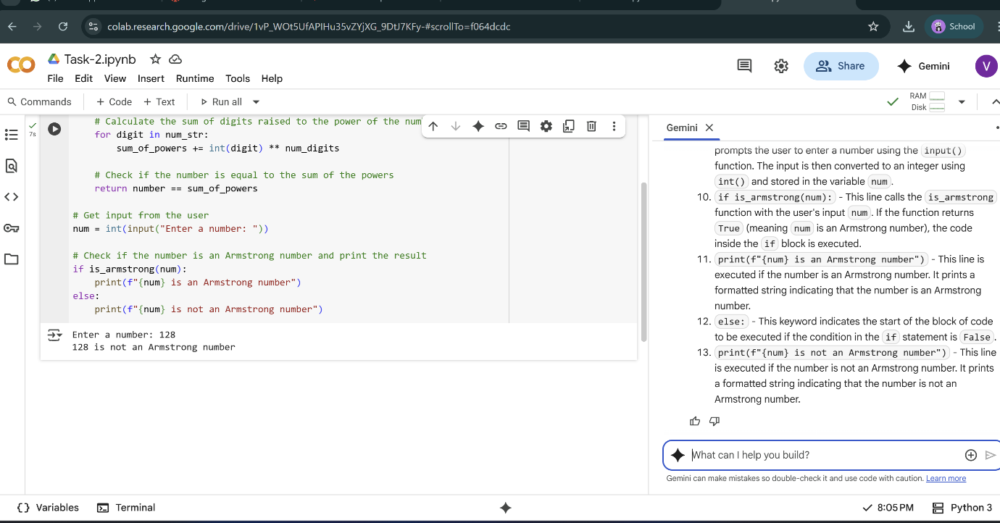 colab.research.google.com/drive/1vP_WOt5UfAPIHu35vZYjXG_9DtJ7KFy-#scrollTo=f064dcdc
School
Task-2.ipynb
File Edit View Insert Runtime Tools Help
Share
Gemini
V
Commands + Code + Text Run all
RAM
Disk
7s
# Calculate the sum of digits raised to the power of the num
for digit in num_str:
sum_of_powers += int(digit) ** num_digits
# Check if the number is equal to the sum of the powers
return number == sum_of_powers
# Get input from the user
num = int(input("Enter a number: "))
# Check if the number is an Armstrong number and print the result
if is_armstrong(num):
print(f"{num} is an Armstrong number")
else:
print(f"{num} is not an Armstrong number")
Enter a number: 128
128 is not an Armstrong number
Gemini
prompts the user to enter a number using the input()
function. The input is then converted to an integer using
int() and stored in the variable num.
10. if is_armstrong(num): - This line calls the is_armstrong
function with the user's input num. If the function returns
True (meaning num is an Armstrong number), the code
inside the if block is executed.
11. print(f"{num} is an Armstrong number") - This line is
executed if the number is an Armstrong number. It prints a
formatted string indicating that the number is an Armstrong
number.
12. else: - This keyword indicates the start of the block of code
to be executed if the condition in the if statement is False.
13. print(f"{num} is not an Armstrong number") - This line
is executed if the number is not an Armstrong number. It prints
a formatted string indicating that the number is not an
Armstrong number.
What can I help you build?
Gemini can make mistakes so double-check it and use code with caution. Learn more
Variables Terminal
8:05 PM Python 3